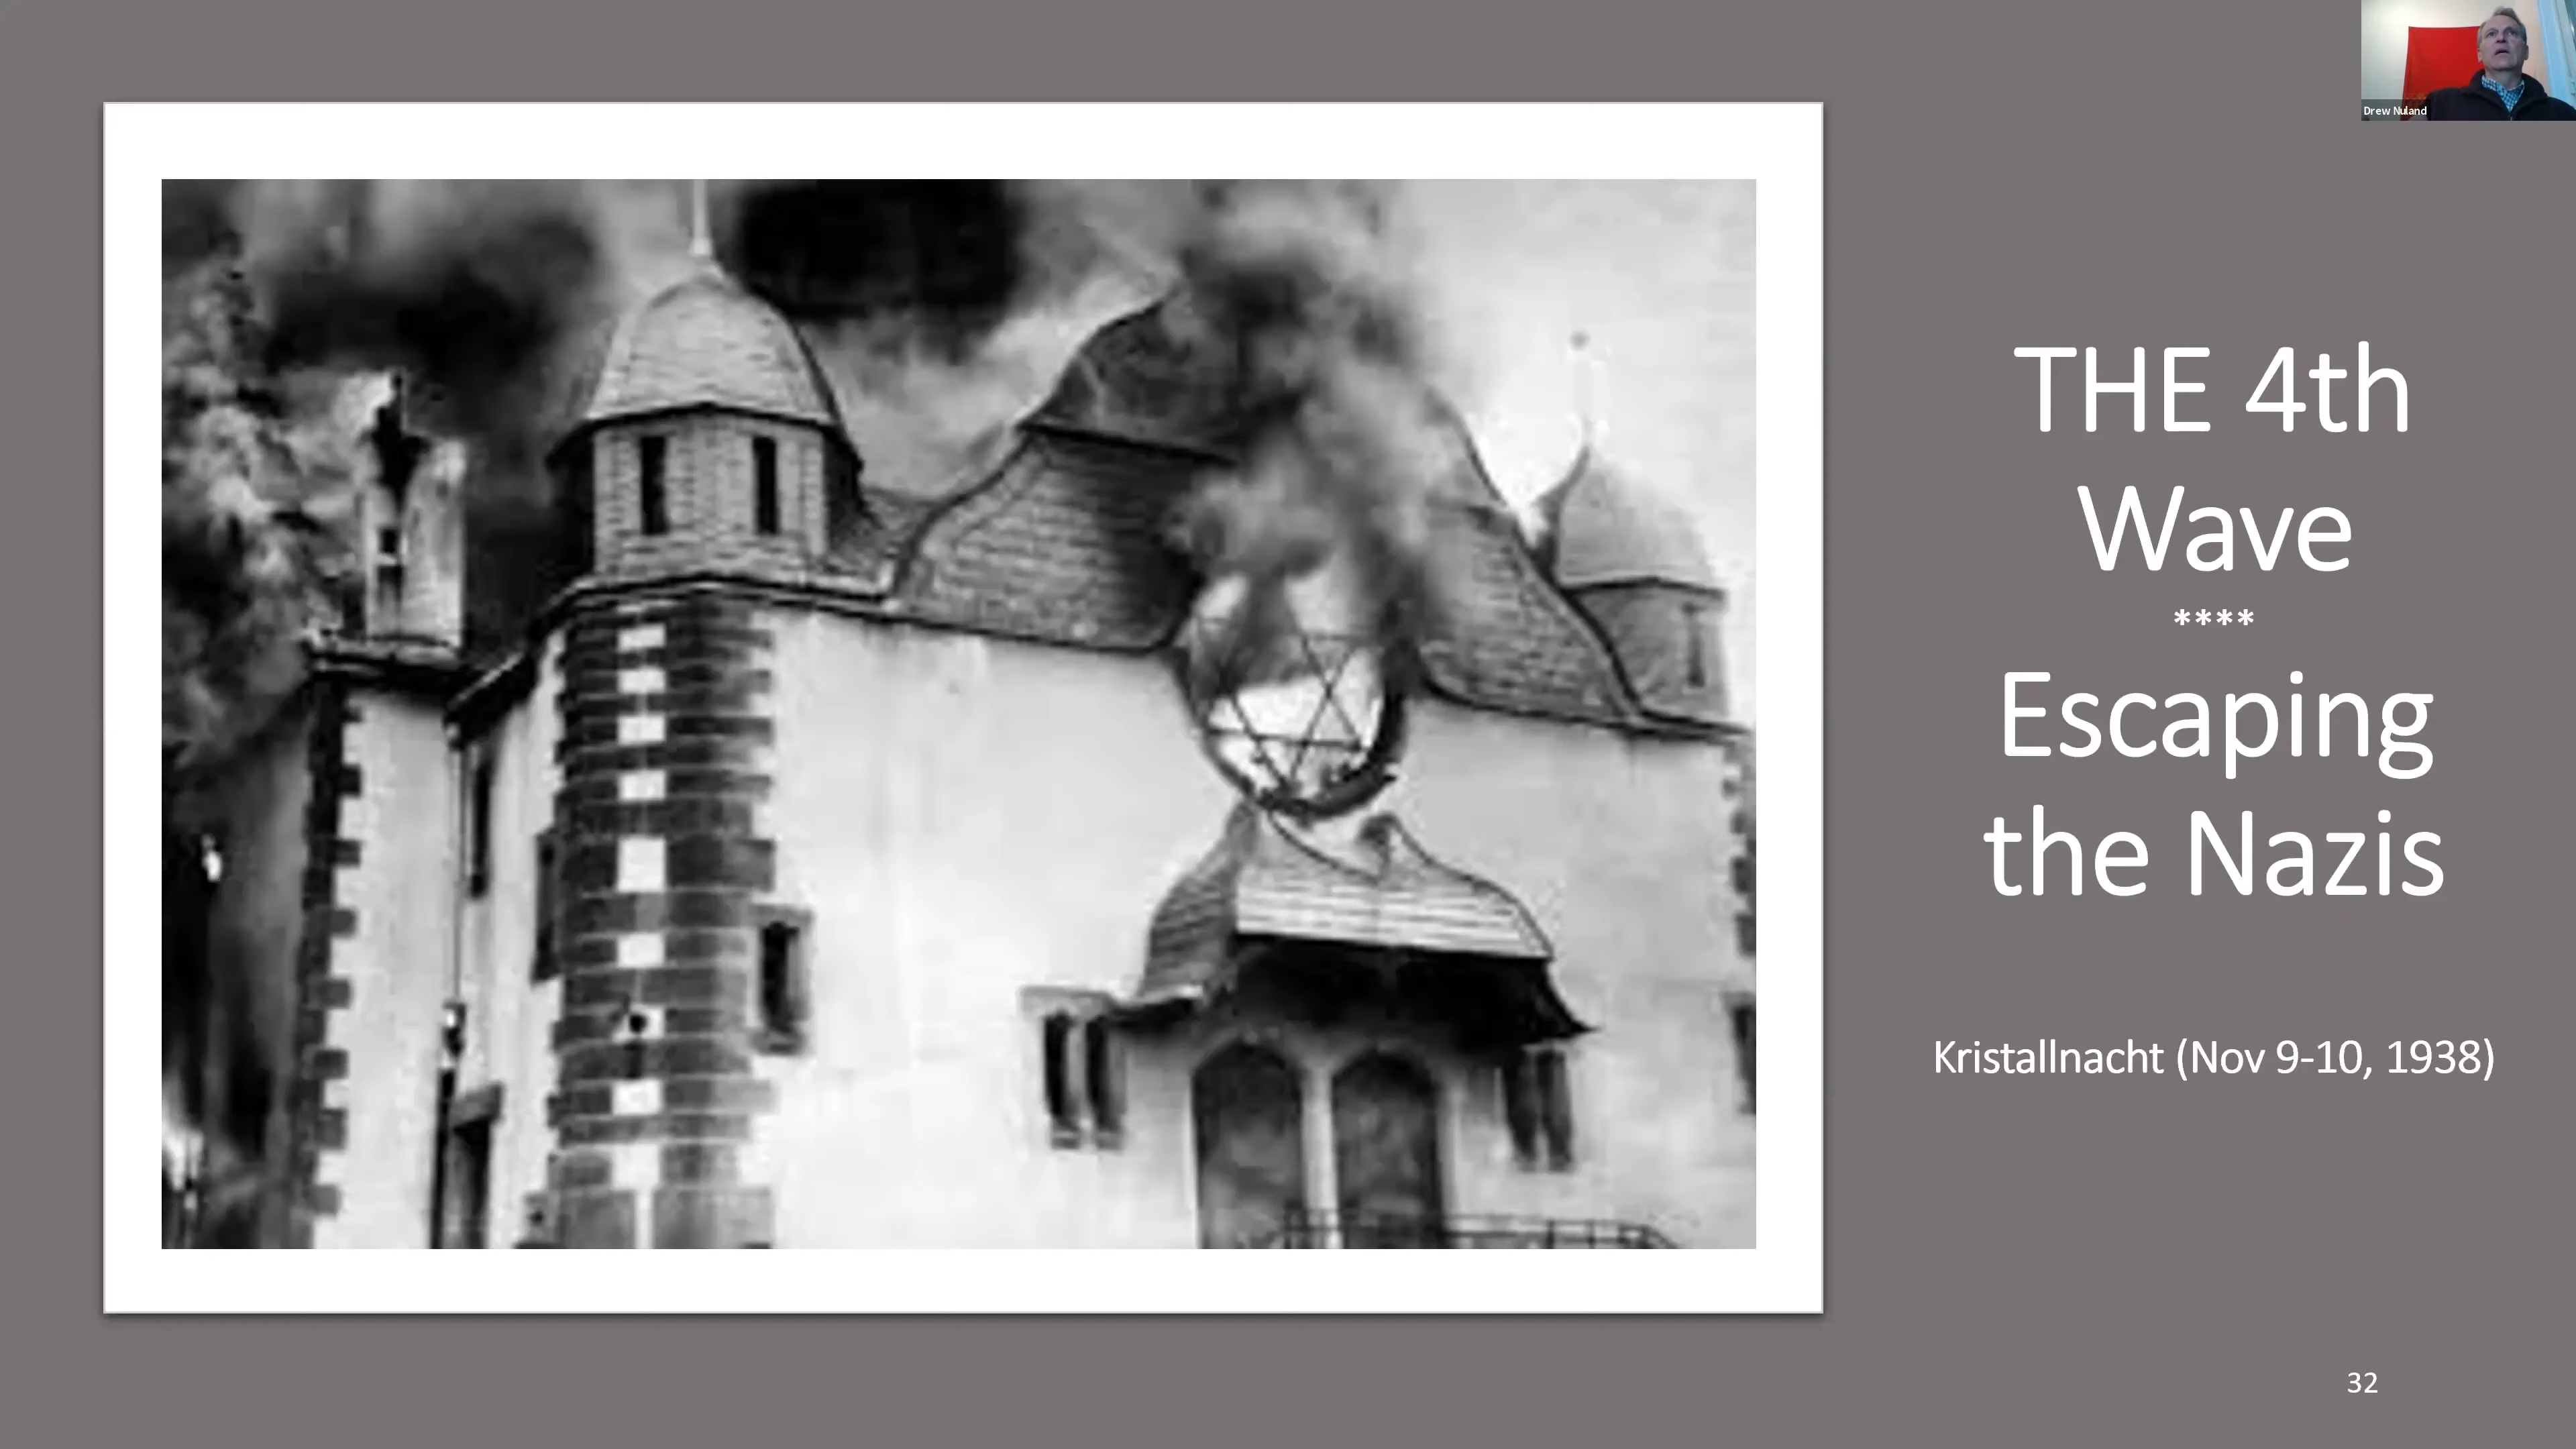 Drew Nuland
THE 4th
Wave
****
Escaping
the Nazis
Kristallnacht (Nov 9-10, 1938)
32